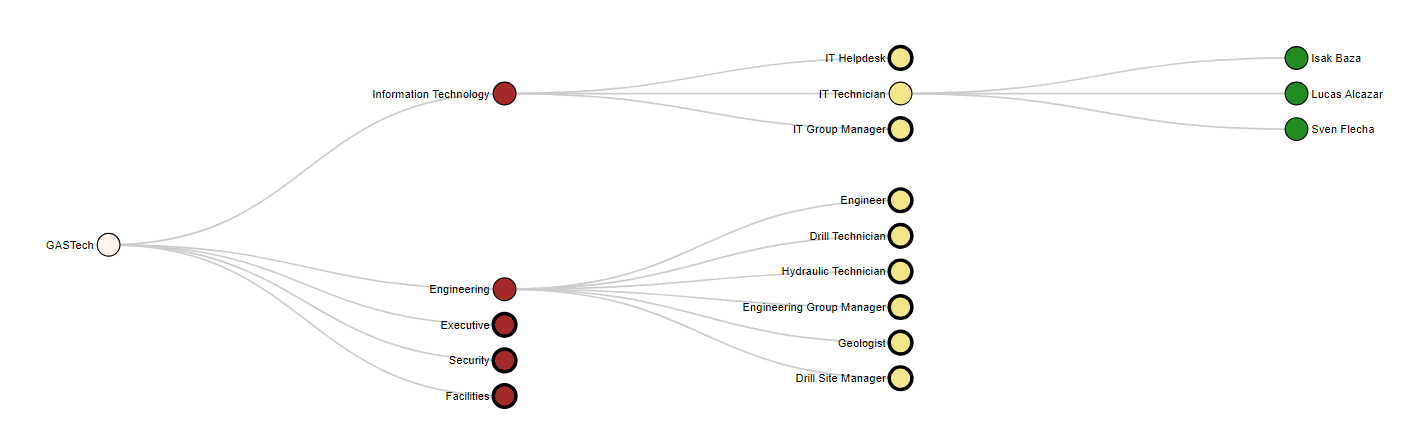 IT Helpdesk
Isak Baza
Information Technology
IT Technician
Lucas Alcazar
IT Group Manager
Sven Flecha
Engineer
Drill Technician
GASTech
Hydraulic Technician
Engineering
Engineering Group Manager
Executive
Geologist
Security
Drill Site Manager
Facilities